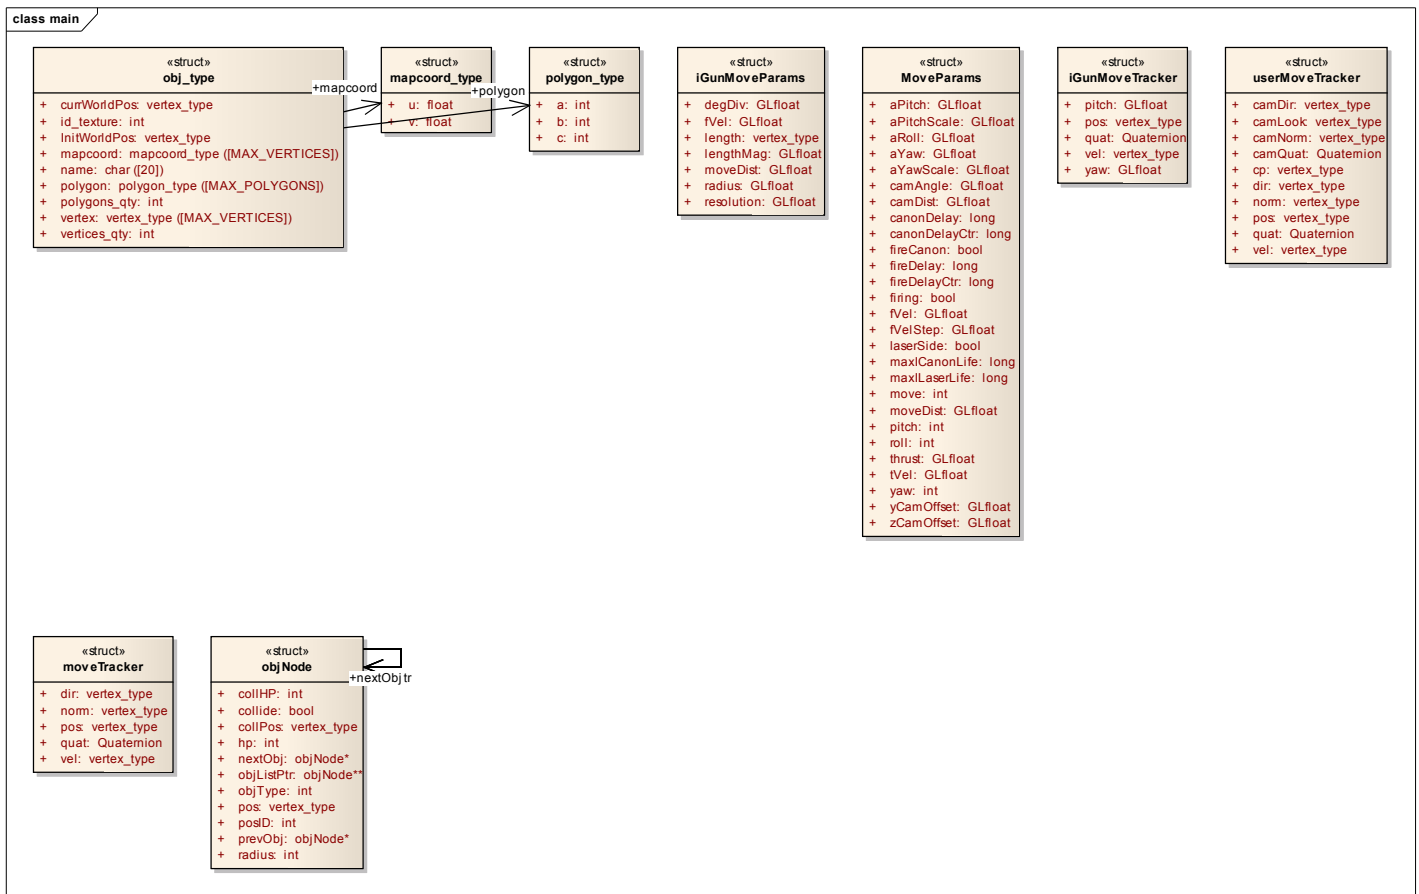 class main
«struct»
obj_type
+ currWorldPos: vertex_type
+ id_texture: int
+ InitWorldPos: vertex_type
+ mapcoord: mapcoord_type ([MAX_VERTICES])
+ name: char ([20])
+ polygon: polygon_type ([MAX_POLYGONS])
+ polygons_qty: int
+ vertex: vertex_type ([MAX_VERTICES])
+ vertices_qty: int
+mapcoord
«struct»
mapcoord_type
+ u: float
+ v: float
+polygon
«struct»
polygon_type
+ a: int
+ b: int
+ c: int
«struct»
iGunMoveParams
+ degDiv: GLfloat
+ fVel: GLfloat
+ length: vertex_type
+ lengthMag: GLfloat
+ moveDist: GLfloat
+ radius: GLfloat
+ resolution: GLfloat
«struct»
MoveParams
+ aPitch: GLfloat
+ aPitchScale: GLfloat
+ aRoll: GLfloat
+ aYaw: GLfloat
+ aYawScale: GLfloat
+ camAngle: GLfloat
+ camDist: GLfloat
+ canonDelay: long
+ canonDelayCtr: long
+ fireCanon: bool
+ fireDelay: long
+ fireDelayCtr: long
+ firing: bool
+ fVel: GLfloat
+ fVelStep: GLfloat
+ laserSide: bool
+ maxlCanonLife: long
+ maxlLaserLife: long
+ move: int
+ moveDist: GLfloat
+ pitch: int
+ roll: int
+ thrust: GLfloat
+ tVel: GLfloat
+ yaw: int
+ yCamOffset: GLfloat
+ zCamOffset: GLfloat
«struct»
iGunMoveTracker
+ pitch: GLfloat
+ pos: vertex_type
+ quat: Quaternion
+ vel: vertex_type
+ yaw: GLfloat
«struct»
userMoveTracker
+ camDir: vertex_type
+ camLook: vertex_type
+ camNorm: vertex_type
+ camQuat: Quaternion
+ cp: vertex_type
+ dir: vertex_type
+ norm: vertex_type
+ pos: vertex_type
+ quat: Quaternion
+ vel: vertex_type
«struct»
moveTracker
+ dir: vertex_type
+ norm: vertex_type
+ pos: vertex_type
+ quat: Quaternion
+ vel: vertex_type
«struct»
objNode
+ collHP: int
+ collide: bool
+ collPos: vertex_type
+ hp: int
+ nextObj: objNode*
+ objListPtr: objNode**
+ objType: int
+ pos: vertex_type
+ posID: int
+ prevObj: objNode*
+ radius: int